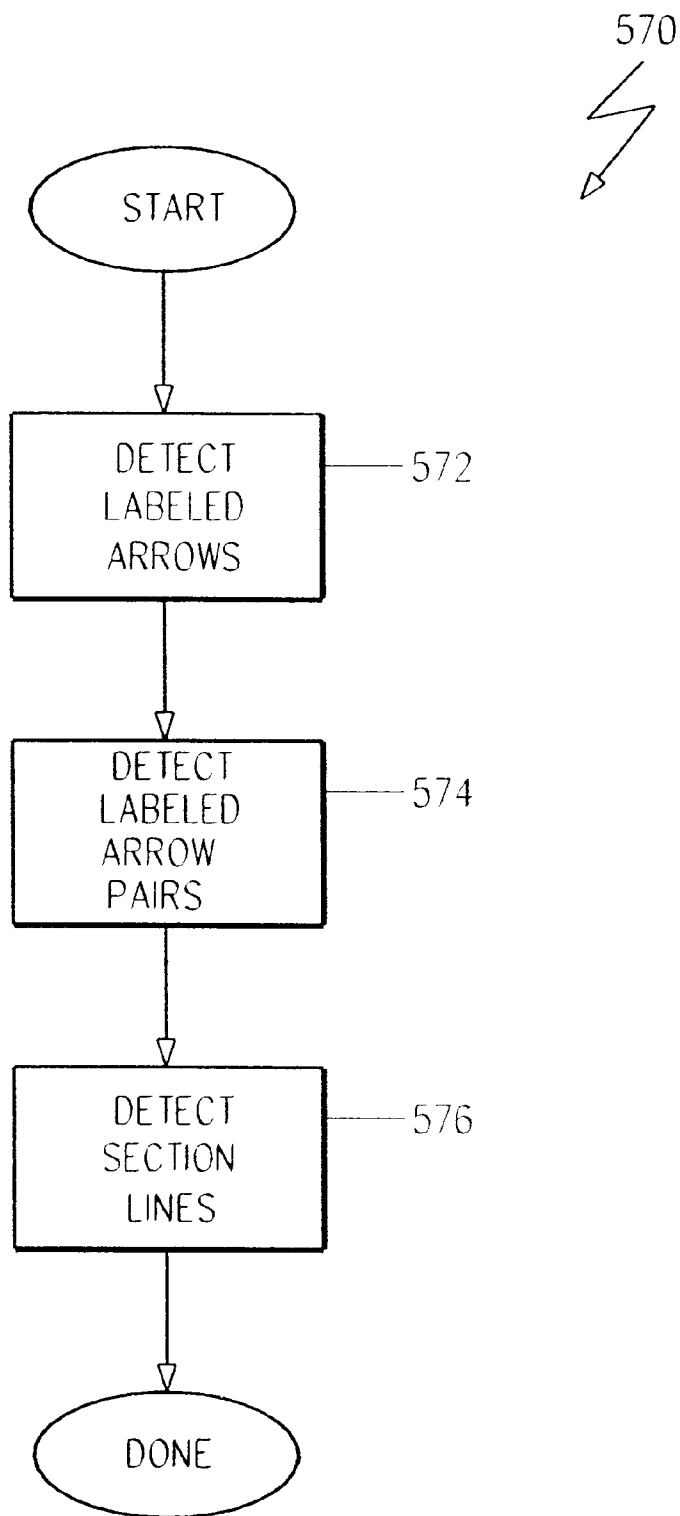 570
START
DETECT
LABELED
ARROWS
572
DETECT
LABELED
ARROW
PAIRS
574
DETECT
SECTION
LINES
576
DONE